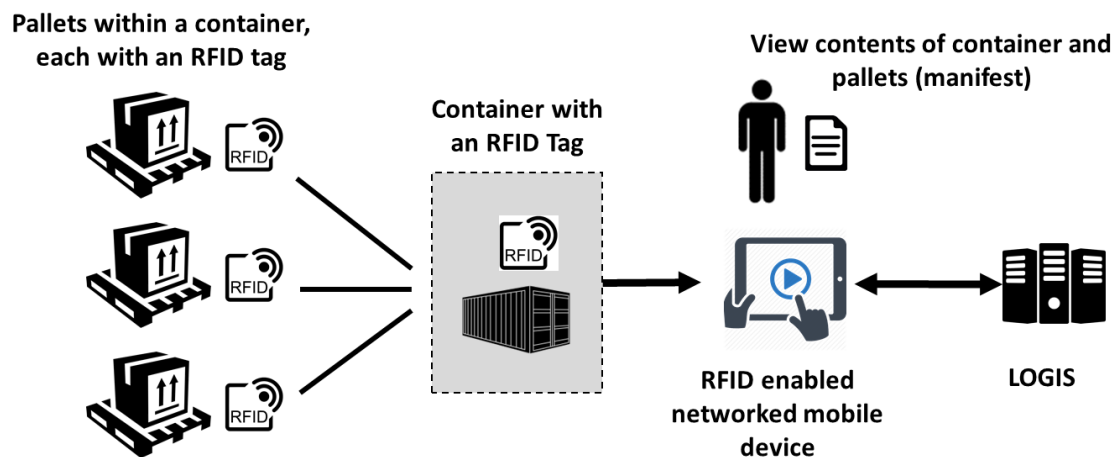 Pallets within a container,
each with an RFID tag
RFID
RFID
RFID
Container with
an RFID Tag
RFID
View contents of container and
pallets (manifest)
RFID enabled
networked mobile
device
LOGIS